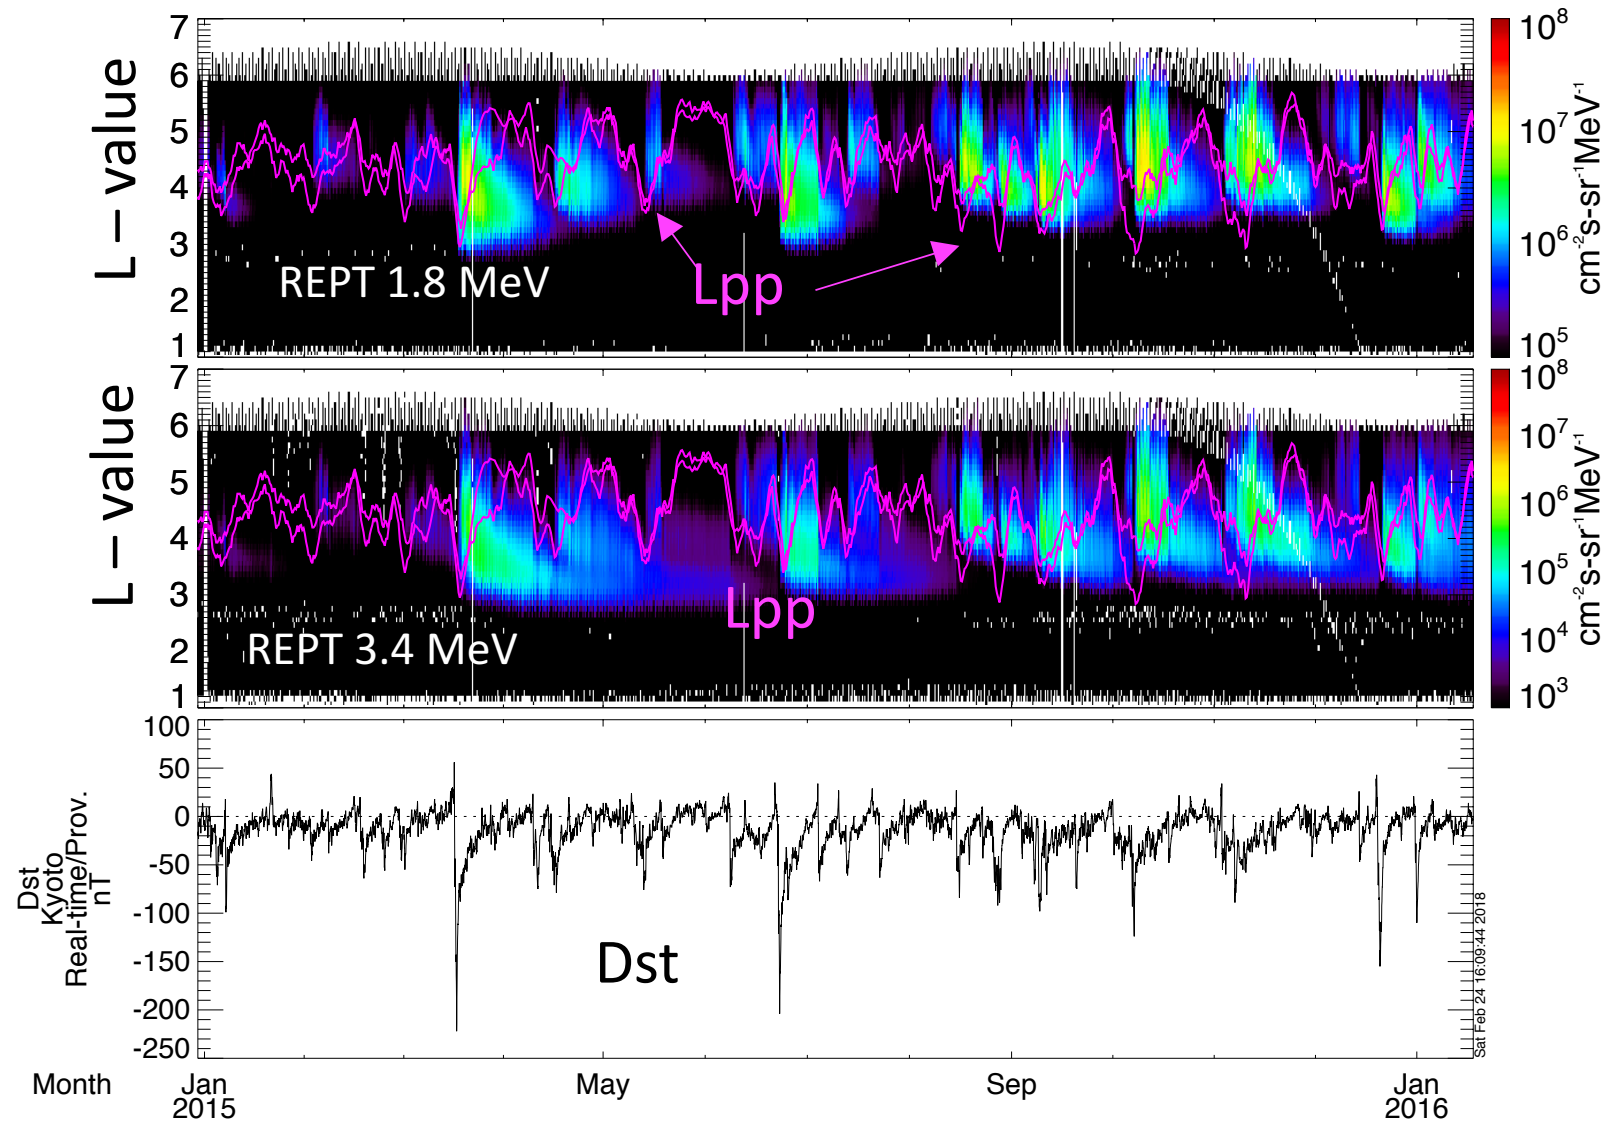 7
6
5
4
3
2
1
L – value
REPT 1.8 MeV
Lpp
10⁸
10⁷
10⁶
10⁵
cm⁻²s-sr⁻¹MeV⁻¹
7
6
5
4
3
2
1
L – value
REPT 3.4 MeV
Lpp
10⁸
10⁷
10⁶
10⁵
10⁴
10³
cm⁻²s-sr⁻¹MeV⁻¹
100
50
0
-50
-100
-150
-200
-250
Dst
Kyoto
Real-time/Prov.
nT
Dst
Sat Feb 24 16:09:44 2018
Month
Jan May Sep Jan
2015 2016